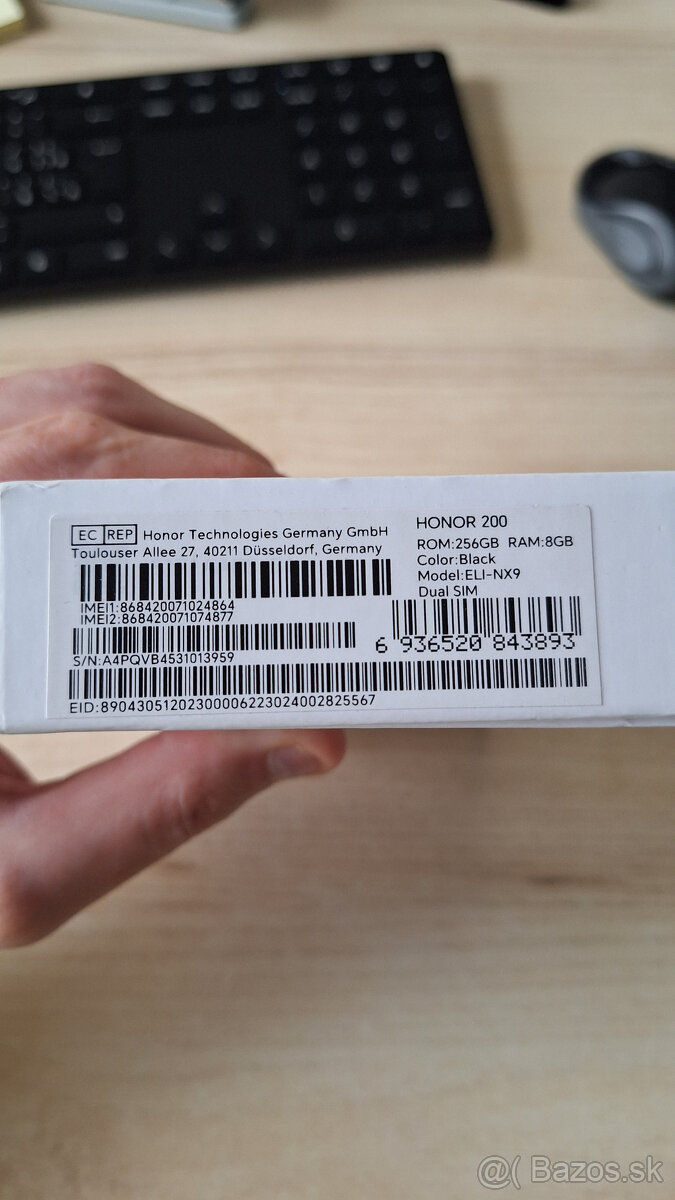 EC REP Honor Technologies Germany GmbH
Toulouser Allee 27, 40211 Düsseldorf, Germany
IMEI1:868420071024864
IMEI2:868420071074877
S/N:A4PQVB4531013959
EID:89043051202300006223024002825567
HONOR 200
ROM:256GB RAM:8GB
Color:Black
Model:ELI-NX9
Dual SIM
6 936520 843893
@( Bazos.sk